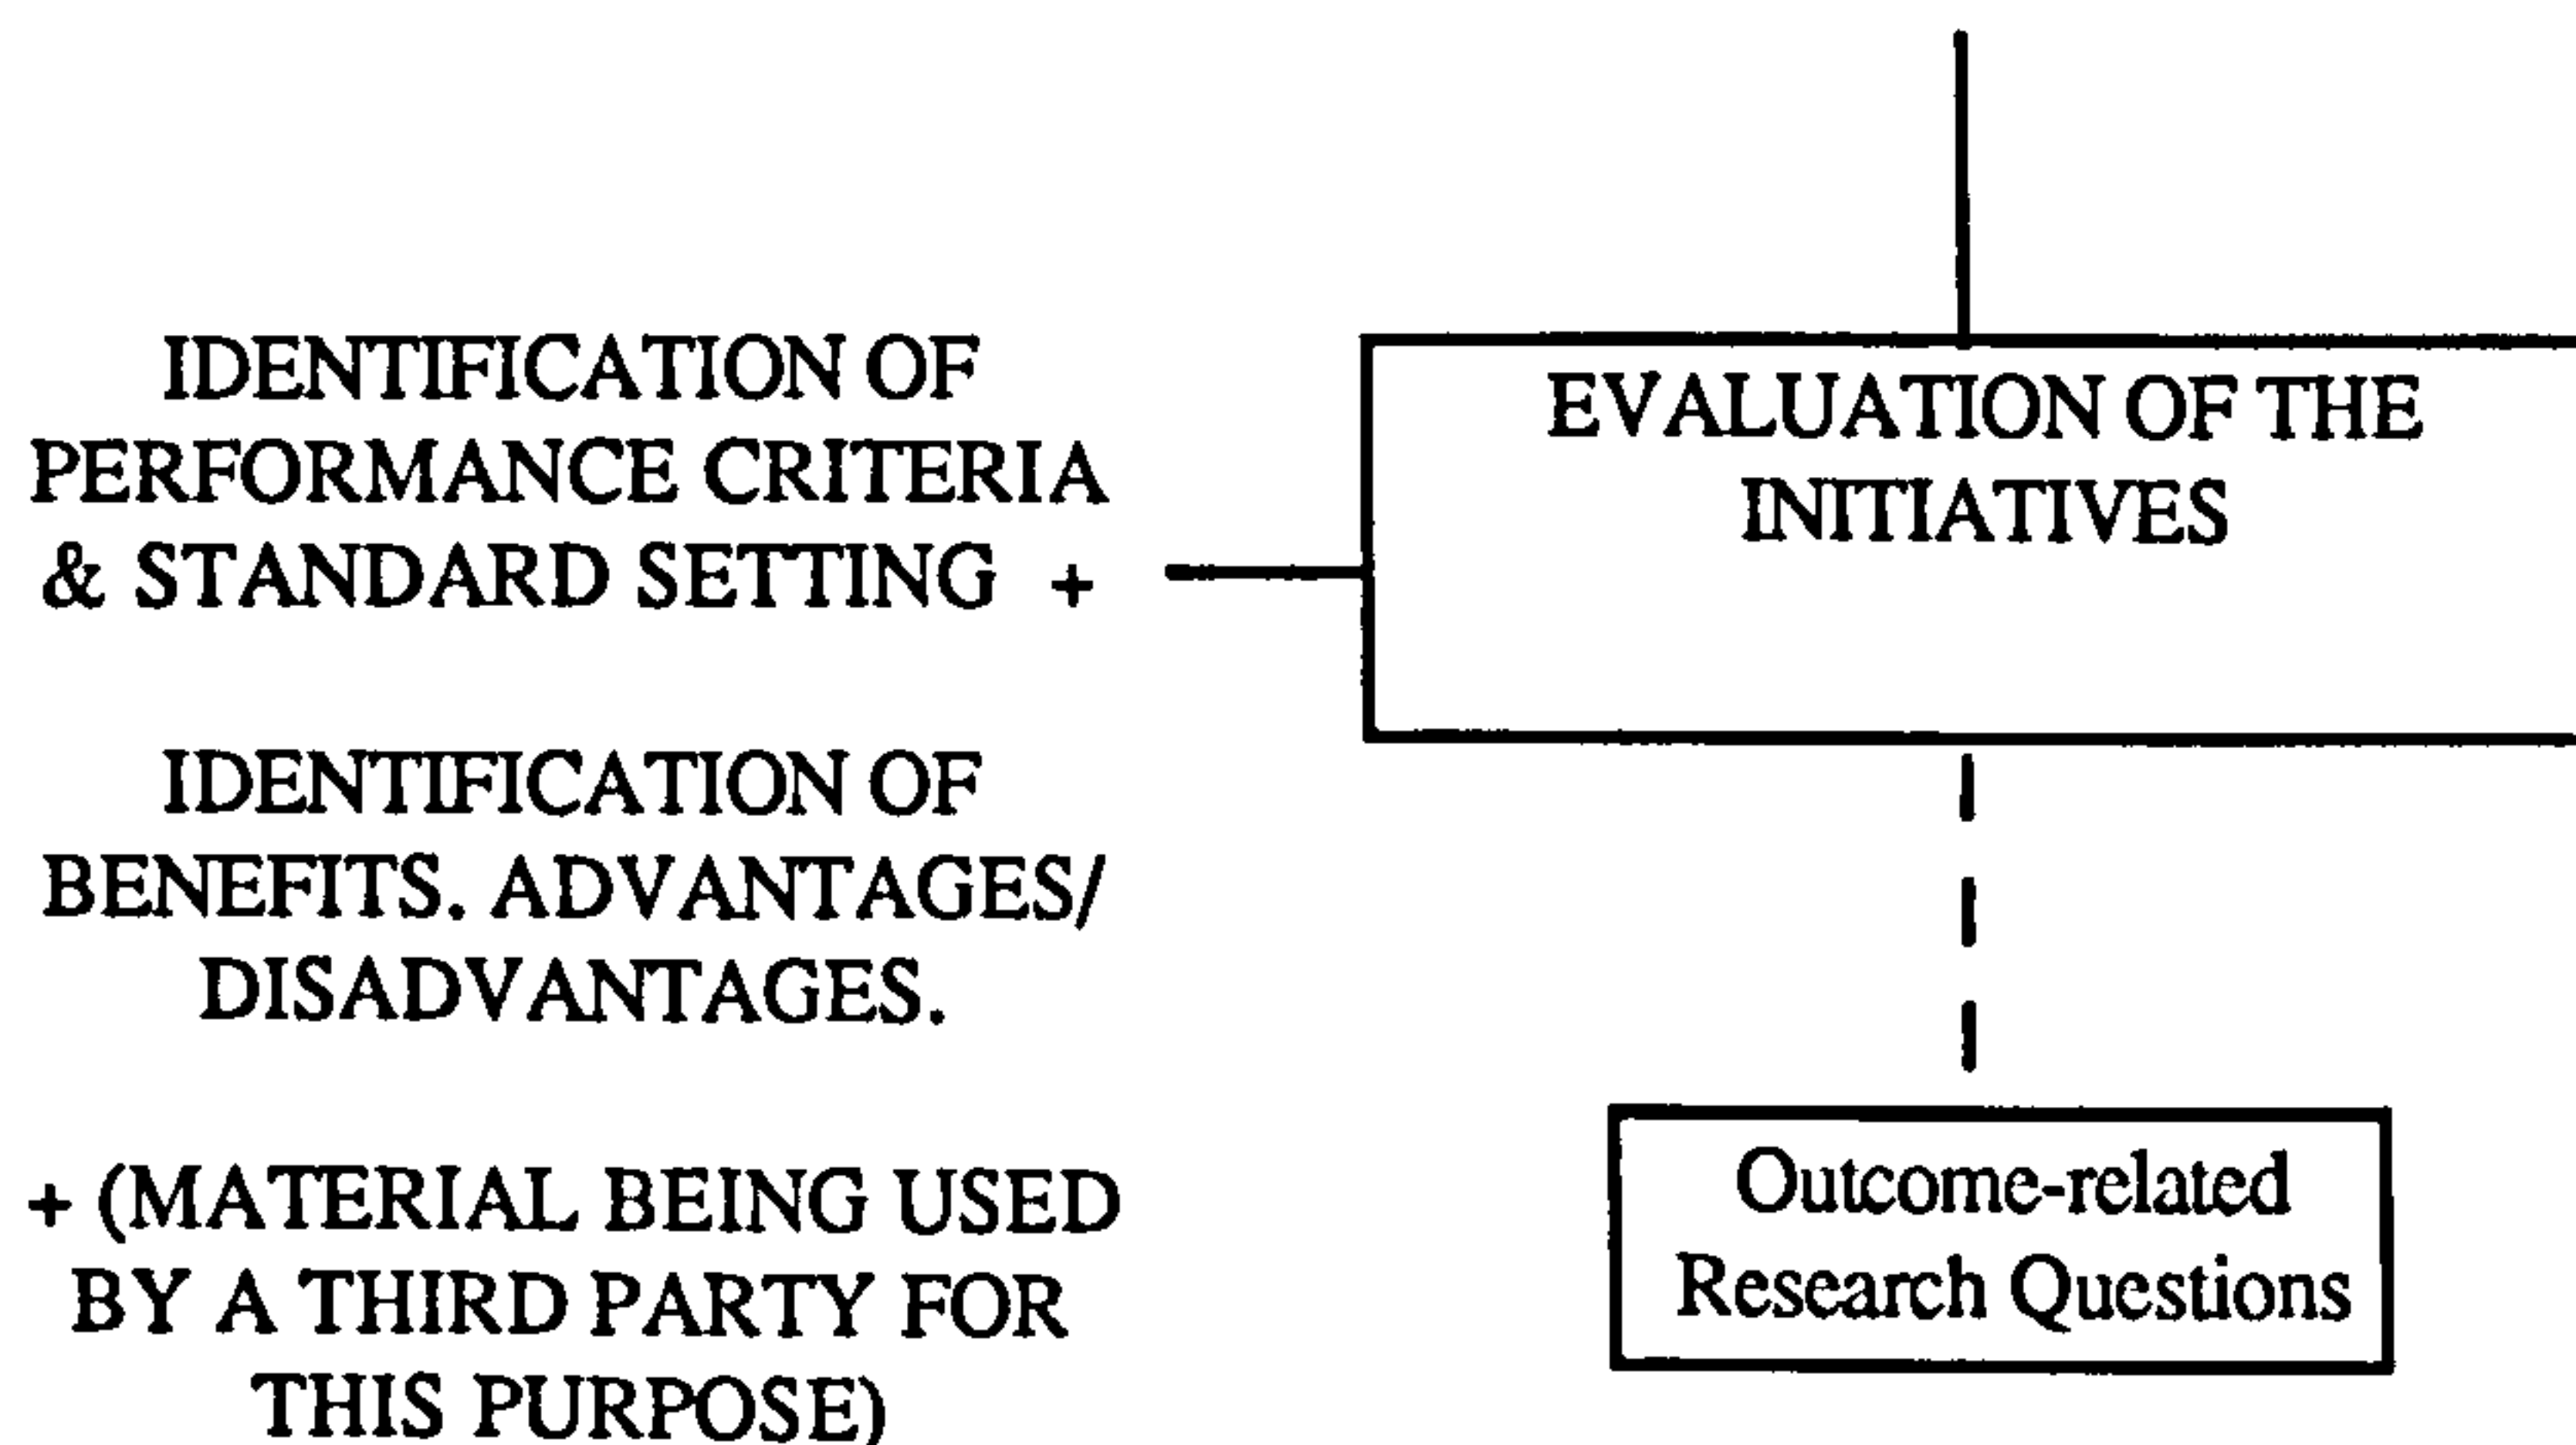 IDENTIFICATION OF
PERFORMANCE CRITERIA
& STANDARD SETTING +
IDENTIFICATION OF
BENEFITS. ADVANTAGES/
DISADVANTAGES.
+ (MATERIAL BEING USED
BY A THIRD PARTY FOR
THIS PURPOSE)
EVALUATION OF THE
INITIATIVES
Outcome-related
Research Questions